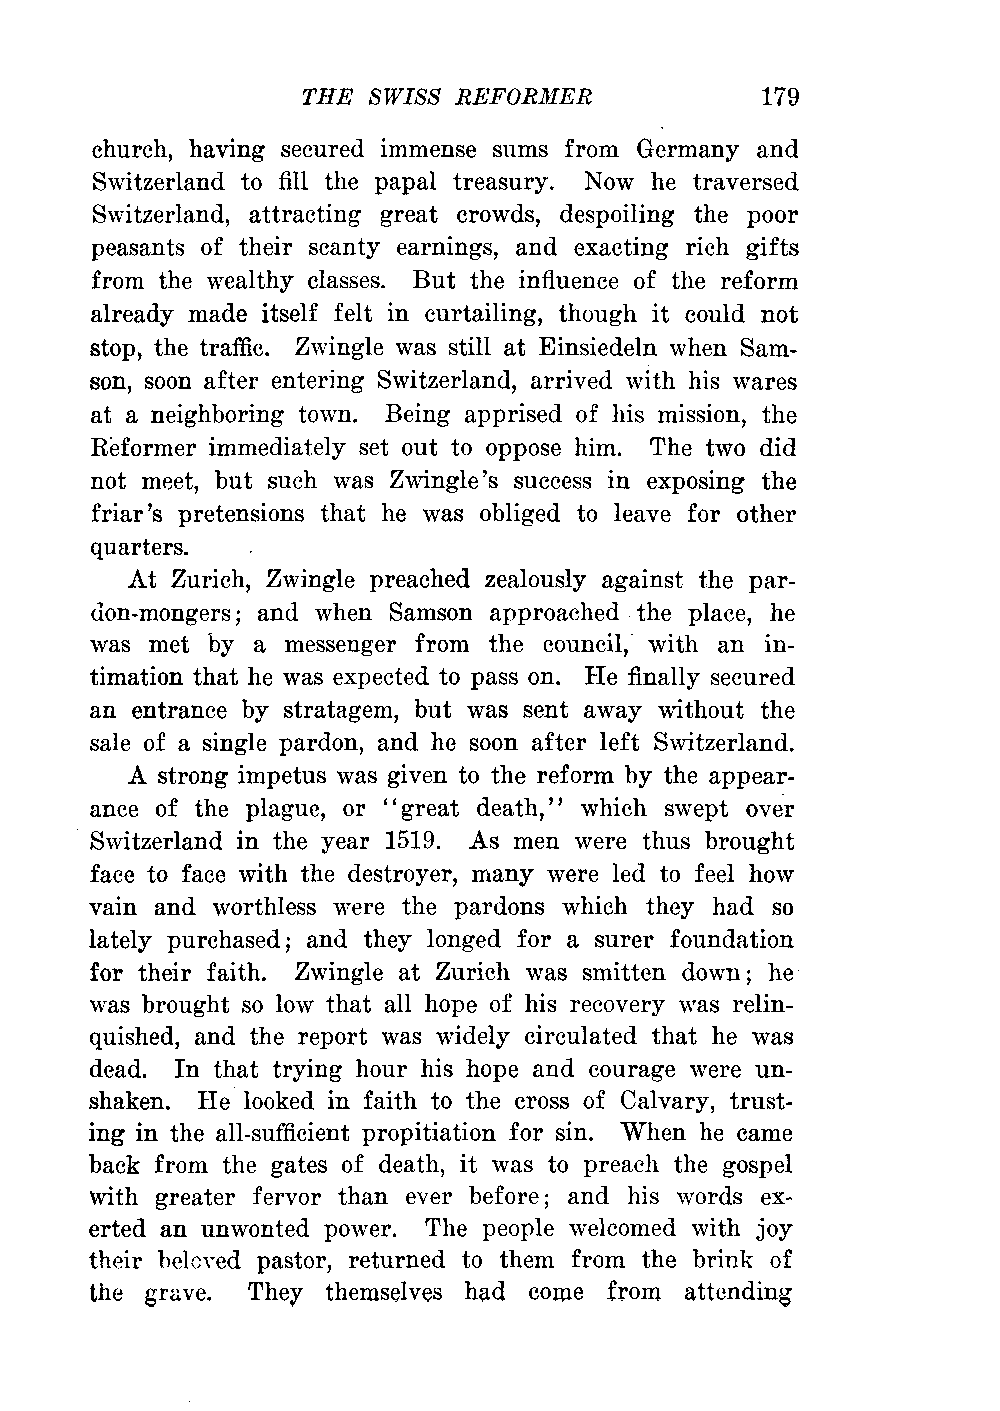 THE SWISS REFORMER 179
church, having secured immense sums from Germany and
Switzerland to fill the papal treasury. Now he traversed
Switzerland, attracting great crowds, despoiling the poor
peasants of their scanty earnings, and exacting rich gifts
from the wealthy classes. But the influence of the reform
already made itself felt in curtailing, though it could not
stop, the traffic. Zwingle was still at Einsiedeln when Sam-
son, soon after entering Switzerland, arrived with his wares
at a neighboring town. Being apprised of his mission, the
Reformer immediately set out to oppose him. The two did
not meet, but such was Zwingle's success in exposing the
friar's pretensions that he was obliged to leave for other
quarters.
At Zurich, Zwingle preached zealously against the par-
don-mongers; and when Samson approached the place, he
was met by a messenger from the council, with an in-
timation that he was expected to pass on. He finally secured
an entrance by stratagem, but was sent away without the
sale of a single pardon, and he soon after left Switzerland.
A strong impetus was given to the reform by the appear-
ance of the plague, or "great death," which swept over
Switzerland in the year 1519. As men were thus brought
face to face with the destroyer, many were led to feel how
vain and worthless were the pardons which they had so
lately purchased; and they longed for a surer foundation
for their faith. Zwingle at Zurich was smitten down; he
was brought so low that all hope of his recovery was relin-
quished, and the report was widely circulated that he was
dead. In that trying hour his hope and courage were un-
shaken. He looked in faith to the cross of Calvary, trust-
ing in the all-sufficient propitiation for sin. When he came
back from the gates of death, it was to preach the gospel
with greater fervor than ever before; and his words ex-
erted an unwonted power. The people welcomed with joy
their beloved pastor, returned to them from the brink of
the grave. They themselves had come from attending